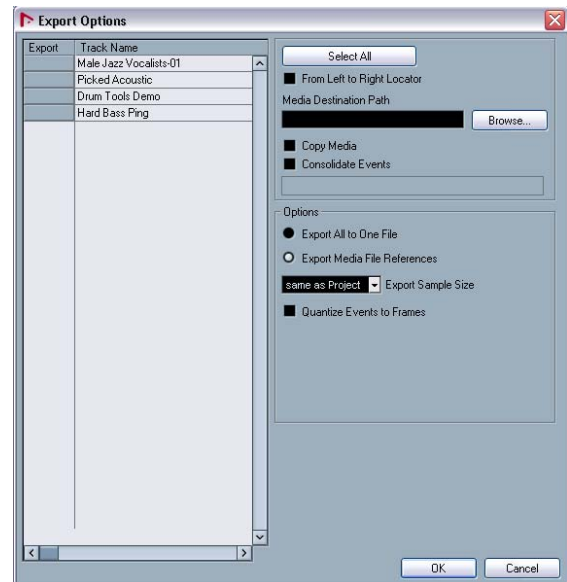 Export Options
Export Track Name
Male Jazz Vocalists-01
Picked Acoustic
Drum Tools Demo
Hard Bass Ping
Select All
From Left to Right Locator
Media Destination Path
Browse...
Copy Media
Consolidate Events
Options
Export All to One File
Export Media File References
same as Project Export Sample Size
Quantize Events to Frames
OK Cancel